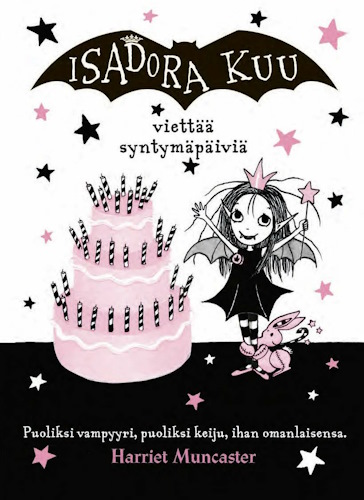 ISADORA KUU
viettää
syntymäpäiviä
Puoliksi vampyyri, puoliksi keiju, ihan omanlaisensa.
Harriet Muncaster